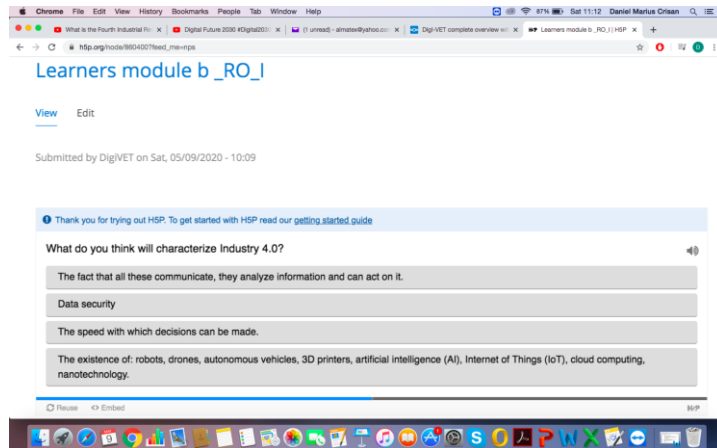 Chrome File Edit View History Bookmarks People Tab Window Help 87% Sat 11:12 Daniel Marius Crisan
What is the Fourth Industrial Re Digital Future 2030 #Digital203 (1 unread) - almatex@yahoo.co Digi-VET complete overview wit Learners module b _RO_I | H5P
h5p.org/node/860400?feed_me=nps
Learners module b _RO_I
View Edit
Submitted by DigiVET on Sat, 05/09/2020 - 10:09
Thank you for trying out H5P. To get started with H5P read our getting started guide
What do you think will characterize Industry 4.0?
The fact that all these communicate, they analyze information and can act on it.
Data security
The speed with which decisions can be made.
The existence of: robots, drones, autonomous vehicles, 3D printers, artificial intelligence (AI), Internet of Things (IoT), cloud computing,
nanotechnology.
Reuse <> Embed H5P